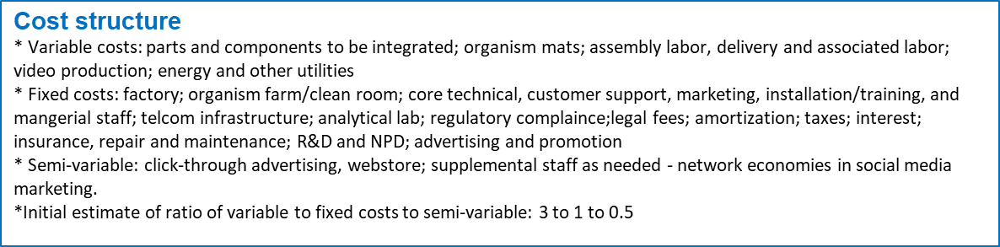 Cost structure
* Variable costs: parts and components to be integrated; organism mats; assembly labor, delivery and associated labor;
video production; energy and other utilities
* Fixed costs: factory; organism farm/clean room; core technical, customer support, marketing, installation/training, and
mangerial staff; telcom infrastructure; analytical lab; regulatory complaince;legal fees; amortization; taxes; interest;
insurance, repair and maintenance; R&D and NPD; advertising and promotion
* Semi-variable: click-through advertising, webstore; supplemental staff as needed - network economies in social media
marketing.
*Initial estimate of ratio of variable to fixed costs to semi-variable: 3 to 1 to 0.5